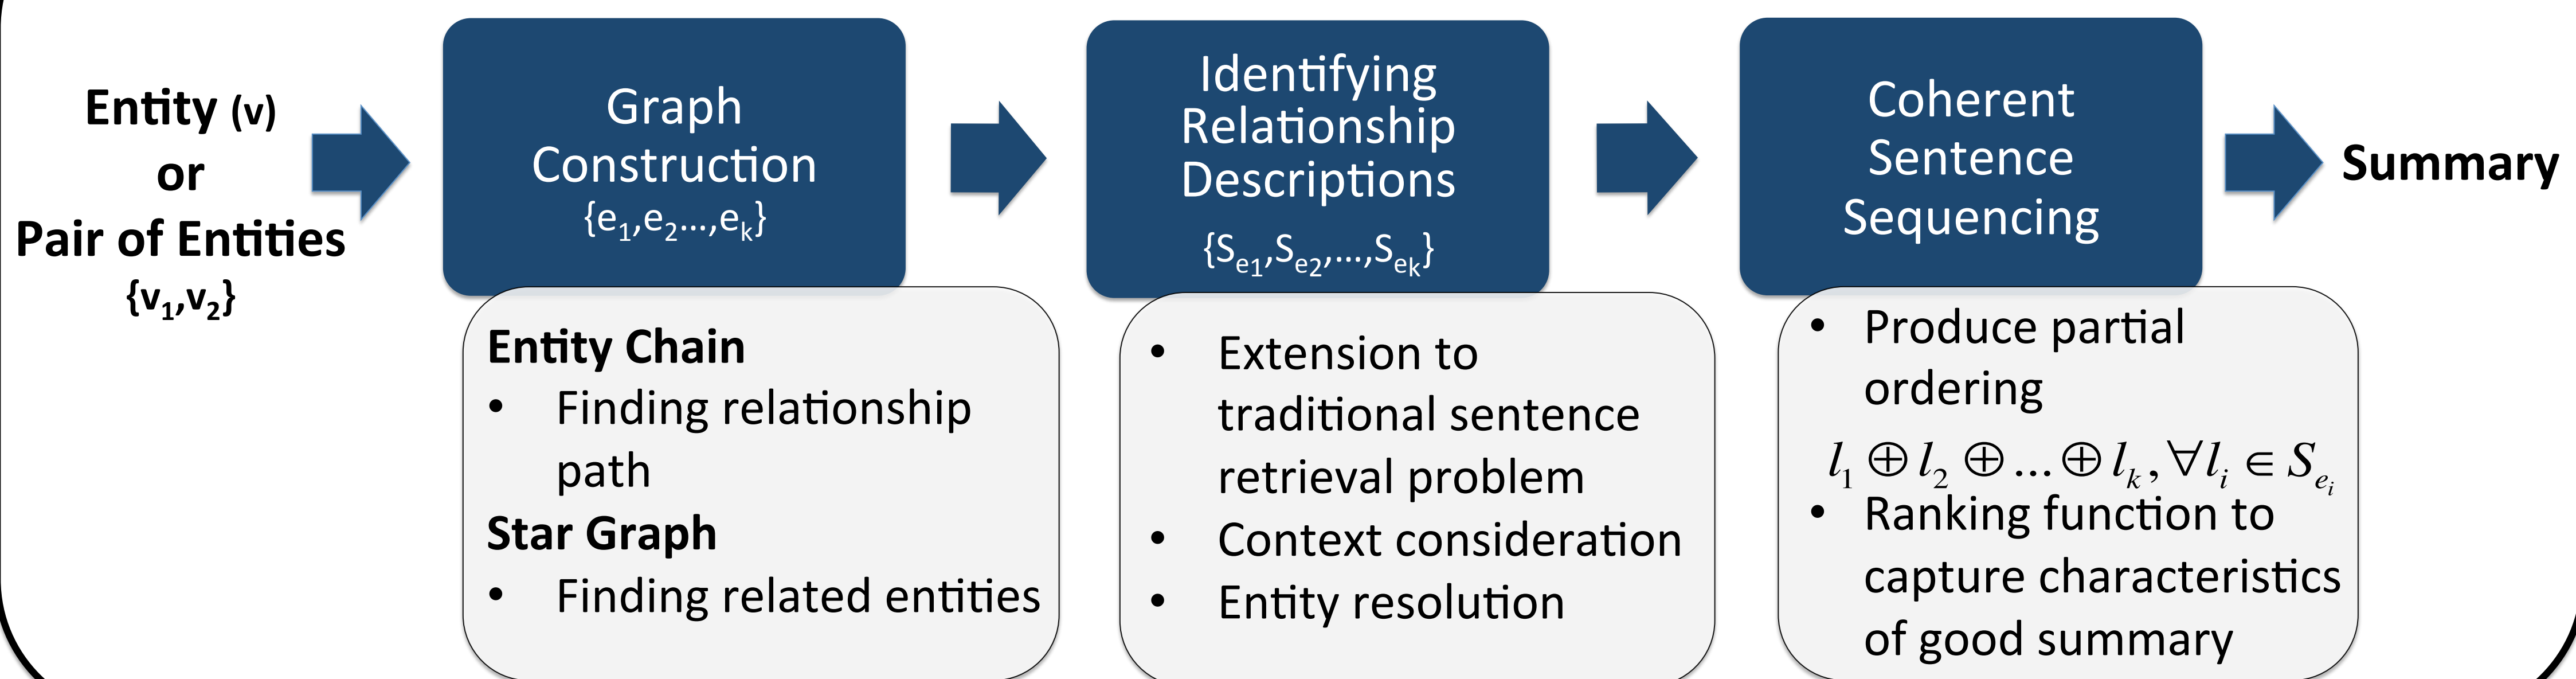 Entity (v)
or
Pair of Entities
{v₁,v₂}
Graph
Construction
{e₁,e₂...,eₖ}
Entity Chain
• Finding relationship
path
Star Graph
• Finding related entities
Identifying
Relationship
Descriptions
{Sₑ₁,Sₑ₂,...,Sₑₖ}
• Extension to
traditional sentence
retrieval problem
• Context consideration
• Entity resolution
Coherent
Sentence
Sequencing
• Produce partial
ordering
l₁ ⊕ l₂ ⊕ ... ⊕ lₖ, ∀lᵢ ∈ S_{eᵢ}
• Ranking function to
capture characteristics
of good summary
Summary